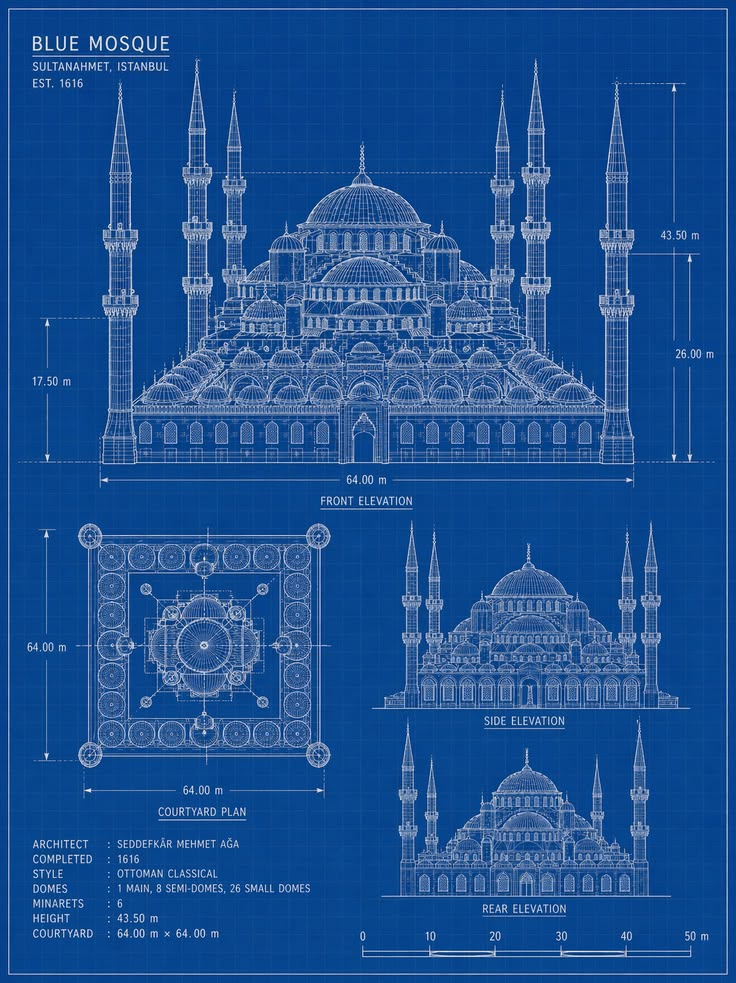 BLUE MOSQUE
SULTANAHMET, ISTANBUL
EST. 1616
43.50 m
26.00 m
17.50 m
64.00 m
FRONT ELEVATION
64.00 m
64.00 m
COURTYARD PLAN
SIDE ELEVATION
REAR ELEVATION
ARCHITECT : SEDDEFKÂR MEHMET AĞA
COMPLETED : 1616
STYLE : OTTOMAN CLASSICAL
DOMES : 1 MAIN, 8 SEMI-DOMES, 26 SMALL DOMES
MINARETS : 6
HEIGHT : 43.50 m
COURTYARD : 64.00 m × 64.00 m
0 10 20 30 40 50 m